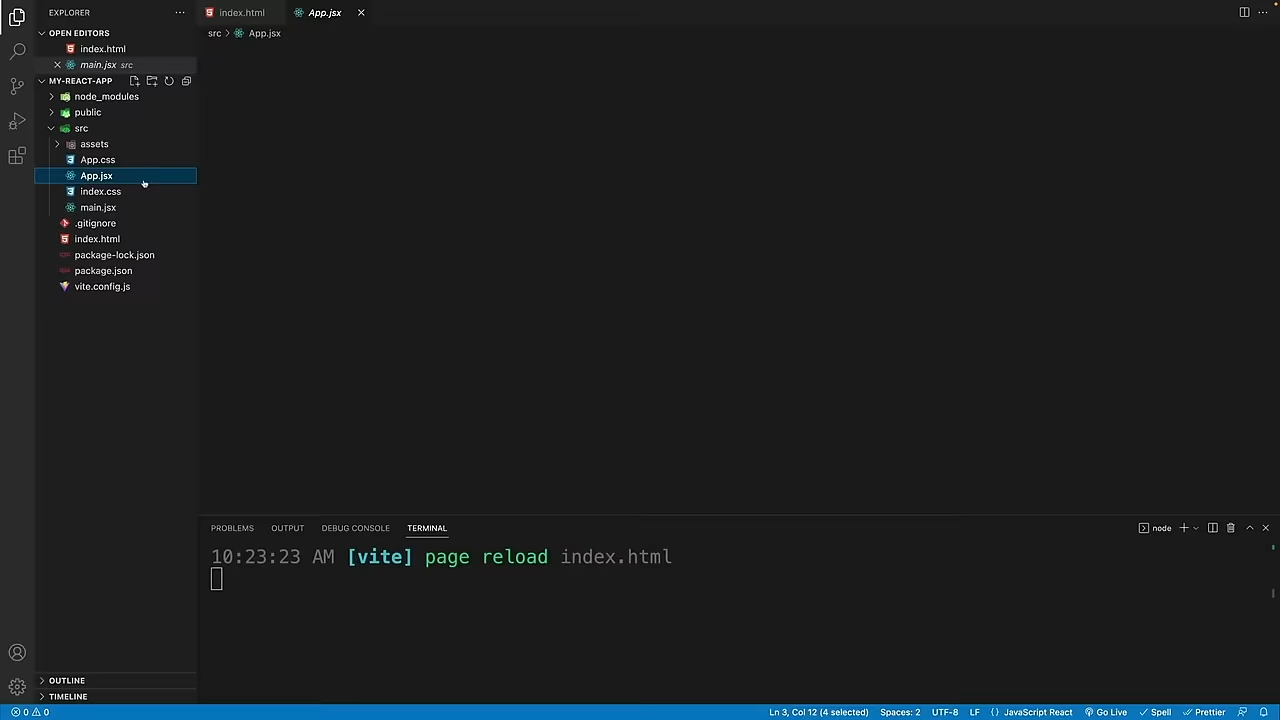 EXPLORER
index.html
App.jsx
OPEN EDITORS
src
App.jsx
index.html
main.jsx src
MY-REACT-APP
node_modules
public
src
assets
App.css
App.jsx
index.css
main.jsx
.gitignore
index.html
package-lock.json
package.json
vite.config.js
PROBLEMS
OUTPUT
DEBUG CONSOLE
TERMINAL
node
10:23:23 AM [vite] page reload index.html
OUTLINE
TIMELINE
0 0
Ln 3, Col 12 (4 selected)
Spaces: 2
UTF-8
LF
{} JavaScript React
Go Live
Spell
Prettier